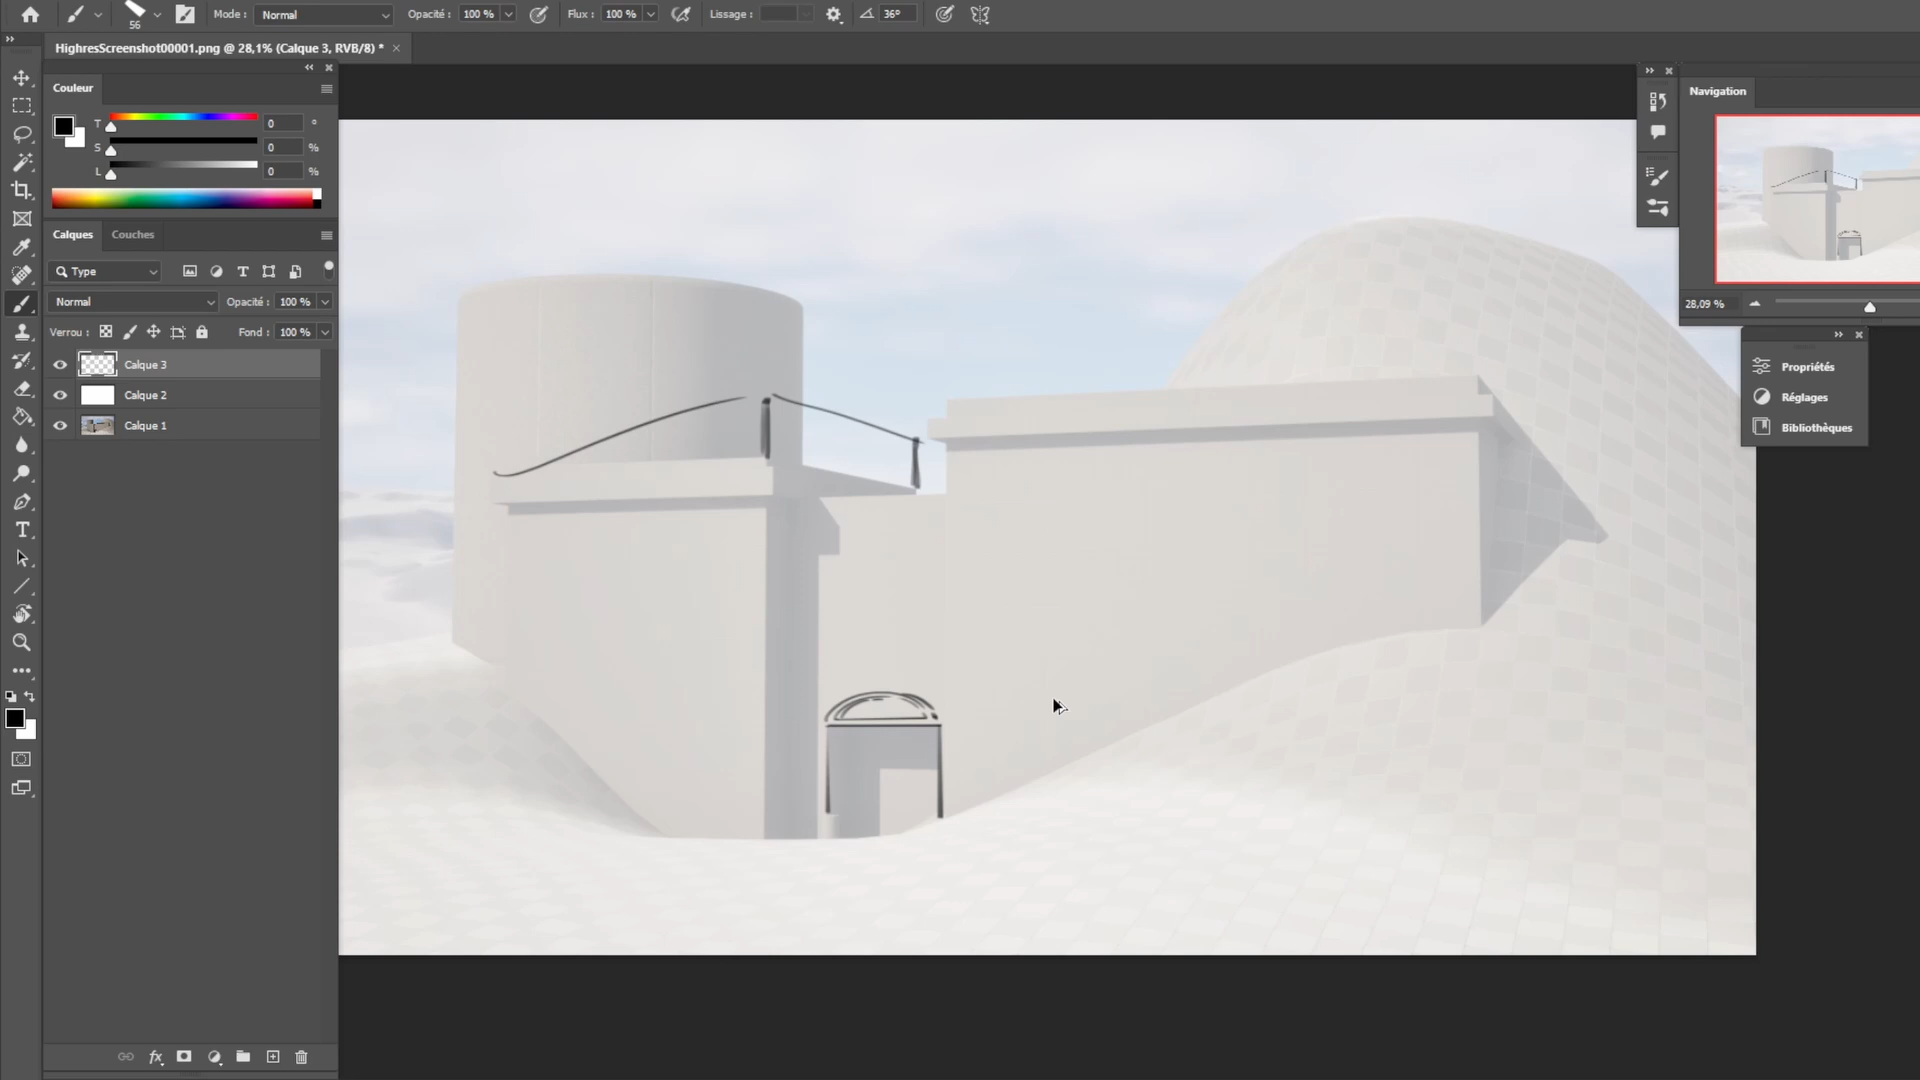 56
Mode : Normal
Opacité : 100 %
Flux : 100 %
Lissage :
36°
HighresScreenshot00001.png @ 28,1% (Calque 3, RVB/8) *
Couleur
T 0 °
S 0 %
L 0 %
Calques Couches
Type
Normal
Opacité : 100 %
Verrou :
Fond : 100 %
Calque 3
Calque 2
Calque 1
Navigation
28,09 %
Propriétés
Réglages
Bibliothèques